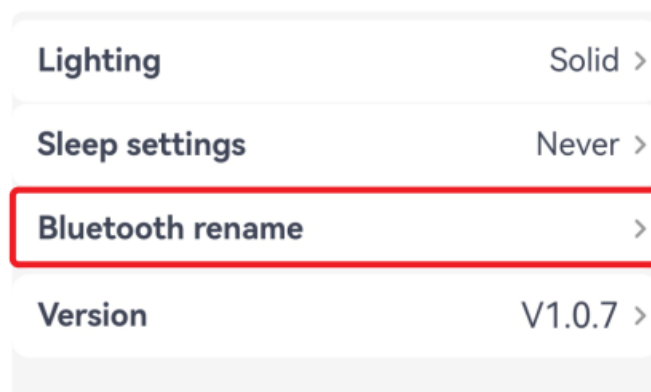 Lighting Solid >
Sleep settings Never >
Bluetooth rename >
Version V1.0.7 >